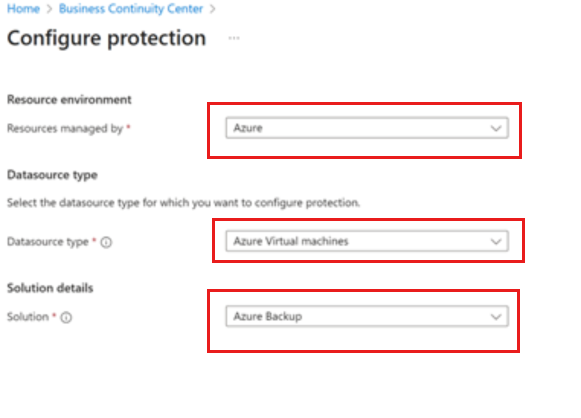 Home > Business Continuity Center >
Configure protection ...
Resource environment
Resources managed by * Azure
Datasource type
Select the datasource type for which you want to configure protection.
Datasource type * Azure Virtual machines
Solution details
Solution * Azure Backup